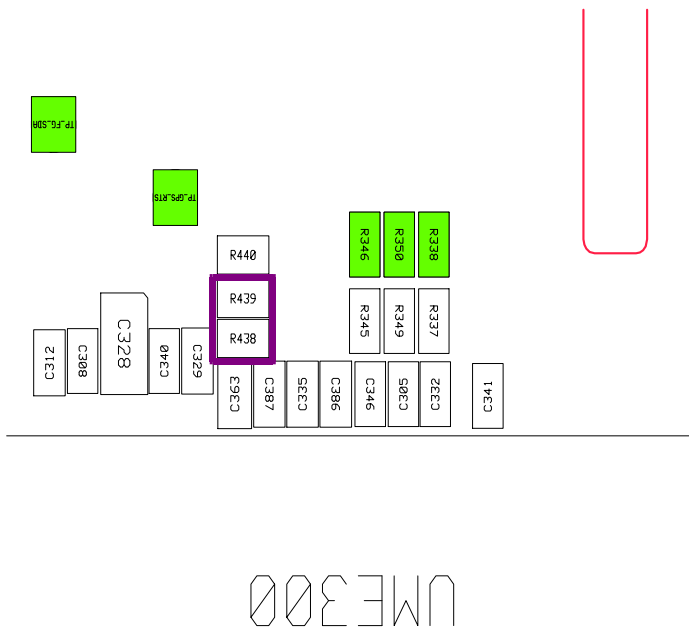 TP_FG_SDA
TP_GPS_RTS
R440
R439
R438
R346
R350
R338
R345
R349
R337
C312
C308
C328
C340
C329
C363
C387
C335
C386
C346
C305
C332
C341
UME300